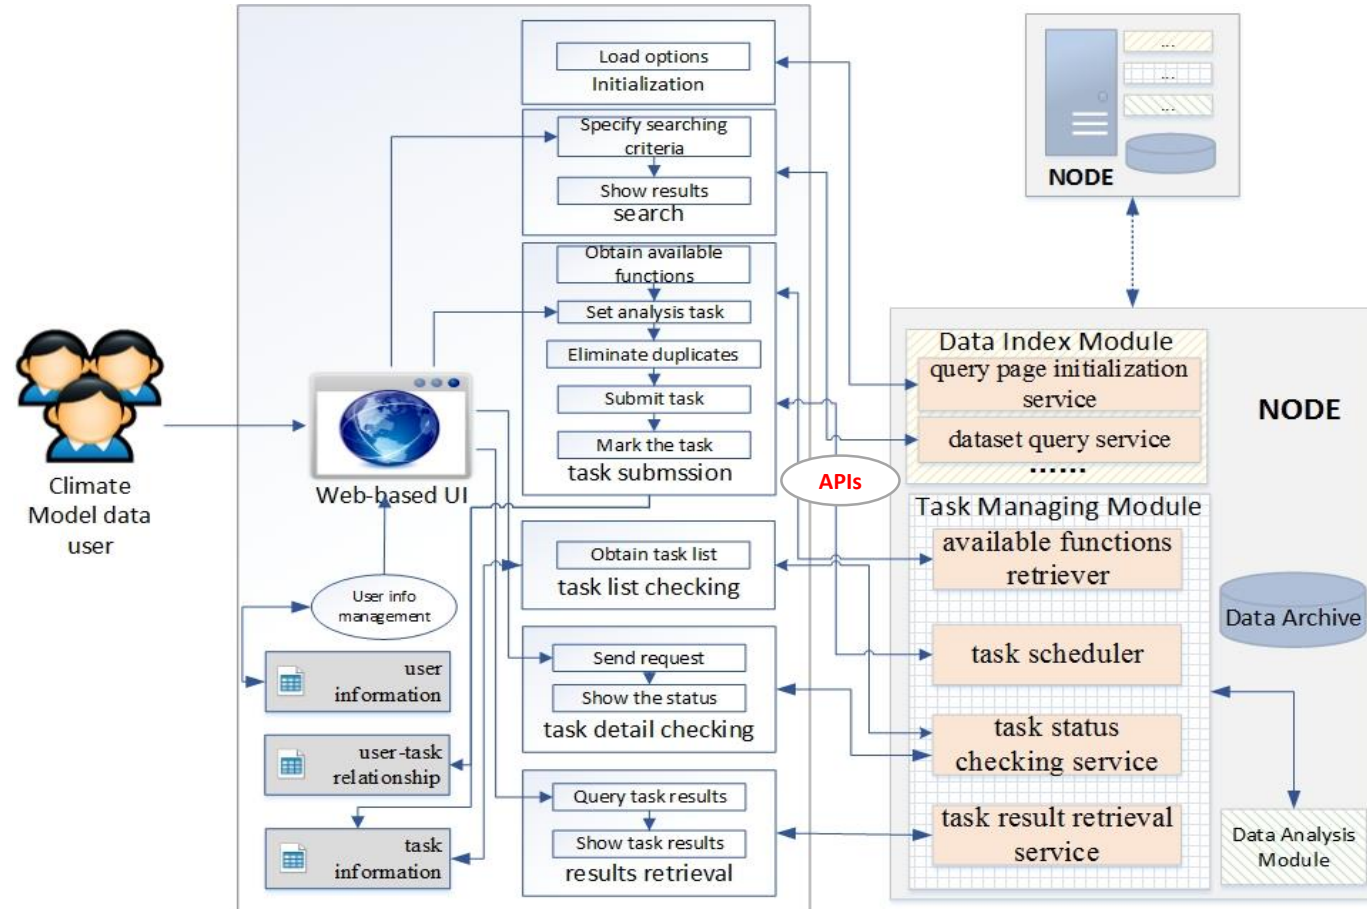 Load options
Initialization
Specify searching
criteria
Show results
search
Obtain available
functions
Set analysis task
Eliminate duplicates
Submit task
Mark the task
task submssion
Obtain task list
task list checking
Send request
Show the status
task detail checking
Query task results
Show task results
results retrieval
Climate
Model data
user
Web-based UI
User info
management
user
information
user-task
relationship
task
information
APIs
...
...
...
NODE
Data Index Module
query page initialization
service
dataset query service
......
NODE
Task Managing Module
available functions
retriever
task scheduler
task status
checking service
task result retrieval
service
Data Archive
Data Analysis
Module